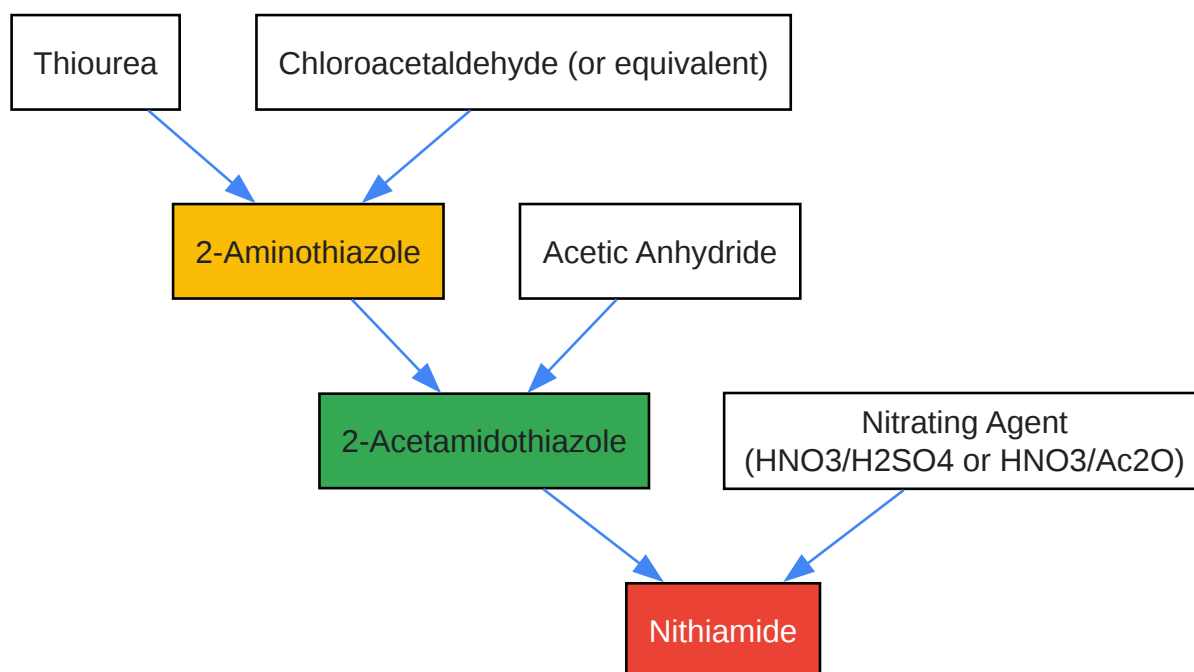 Thiourea
Chloroacetaldehyde (or equivalent)
2-Aminothiazole
Acetic Anhydride
2-Acetamidothiazole
Nitrating Agent
(HNO3/H2SO4 or HNO3/Ac2O)
Nithiamide